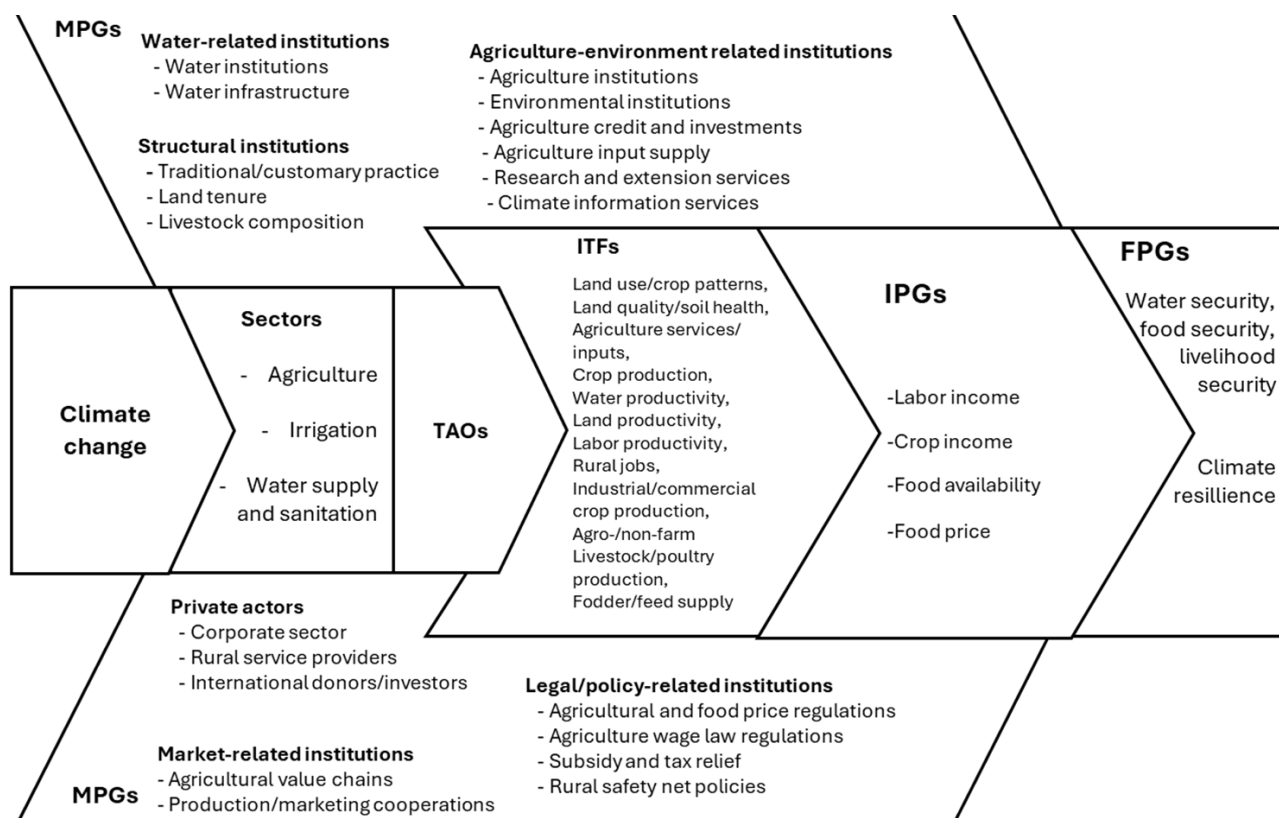 MPGs
Water-related institutions
- Water institutions
- Water infrastructure
Structural institutions
- Traditional/customary practice
- Land tenure
- Livestock composition
Agriculture-environment related institutions
- Agriculture institutions
- Environmental institutions
- Agriculture credit and investments
- Agriculture input supply
- Research and extension services
- Climate information services
Climate
change
Sectors
- Agriculture
- Irrigation
- Water supply
and sanitation
TAOs
ITFs
Land use/crop patterns,
Land quality/soil health,
Agriculture services/
inputs,
Crop production,
Water productivity,
Land productivity,
Labor productivity,
Rural jobs,
Industrial/commercial
crop production,
Agro-/non-farm
Livestock/poultry
production,
Fodder/feed supply
IPGs
-Labor income
-Crop income
-Food availability
-Food price
FPGs
Water security,
food security,
livelihood
security
Climate
resillience
Private actors
- Corporate sector
- Rural service providers
- International donors/investors
Market-related institutions
- Agricultural value chains
- Production/marketing cooperations
MPGs
Legal/policy-related institutions
- Agricultural and food price regulations
- Agriculture wage law regulations
- Subsidy and tax relief
- Rural safety net policies